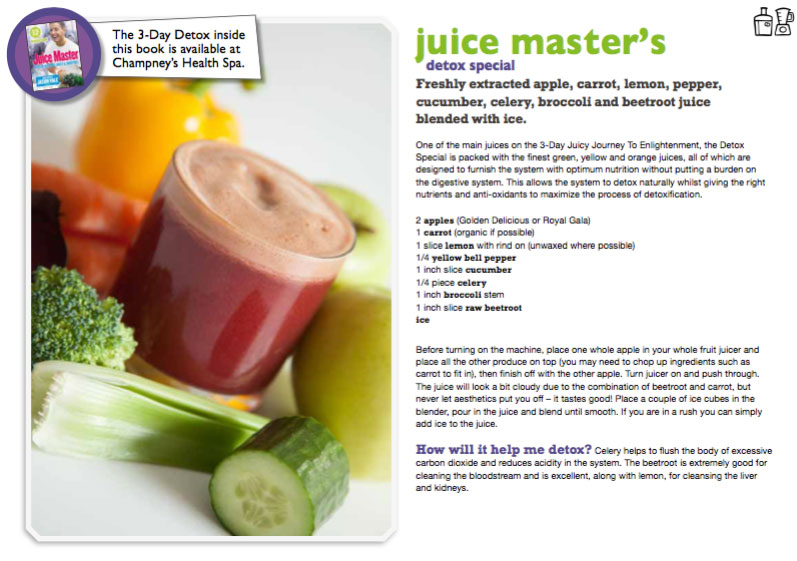 The 3-Day Detox inside
this book is available at
Champney's Health Spa.
Juice Master
juice master's
detox special
Freshly extracted apple, carrot, lemon, pepper,
cucumber, celery, broccoli and beetroot juice
blended with ice.
One of the main juices on the 3-Day Juicy Journey To Enlightenment, the Detox
Special is packed with the finest green, yellow and orange juices, all of which are
designed to furnish the system with optimum nutrition without putting a burden on
the digestive system. This allows the system to detox naturally whilst giving the right
nutrients and anti-oxidants to maximize the process of detoxification.
2 apples (Golden Delicious or Royal Gala)
1 carrot (organic if possible)
1 slice lemon with rind on (unwaxed where possible)
1/4 yellow bell pepper
1 inch slice cucumber
1/4 piece celery
1 inch broccoli stem
1 inch slice raw beetroot
ice
Before turning on the machine, place one whole apple in your whole fruit juicer and
place all the other produce on top (you may need to chop up ingredients such as
carrot to fit in), then finish off with the other apple. Turn juicer on and push through.
The juice will look a bit cloudy due to the combination of beetroot and carrot, but
never let aesthetics put you off – it tastes good! Place a couple of ice cubes in the
blender, pour in the juice and blend until smooth. If you are in a rush you can simply
add ice to the juice.
How will it help me detox? Celery helps to flush the body of excessive
carbon dioxide and reduces acidity in the system. The beetroot is extremely good for
cleaning the bloodstream and is excellent, along with lemon, for cleansing the liver
and kidneys.